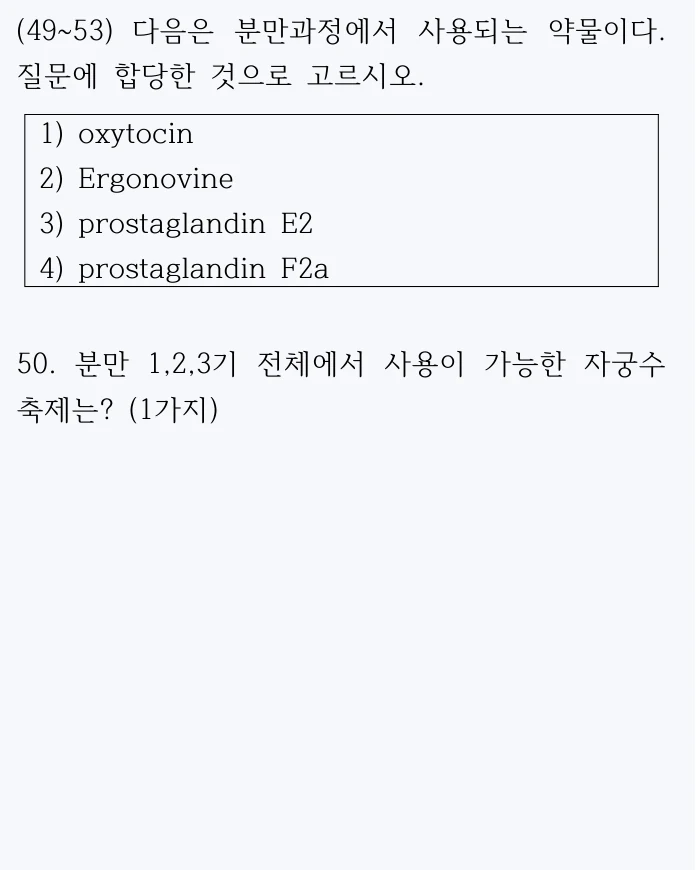 (49~53) 다음은 분만과정에서 사용되는 약물이다.
질문에 합당한 것으로 고르시오.
1) oxytocin
2) Ergonovine
3) prostaglandin E2
4) prostaglandin F2a
50. 분만 1,2,3기 전체에서 사용이 가능한 자궁수
축제는? (1가지)